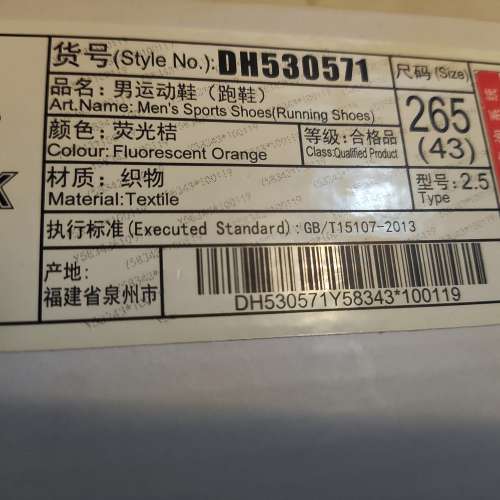 货号(Style No.): DH530571
尺码(Size)
品名: 男运动鞋（跑鞋）
Art.Name: Men's Sports Shoes(Running Shoes)
265
(43)
颜色: 荧光桔
Colour: Fluorescent Orange
等级: 合格品
Class:Qualified Product
材质: 织物
Material:Textile
型号: 2.5
Type
执行标准(Executed Standard): GB/T15107-2013
产地:
福建省泉州市
DH530571Y58343*100119